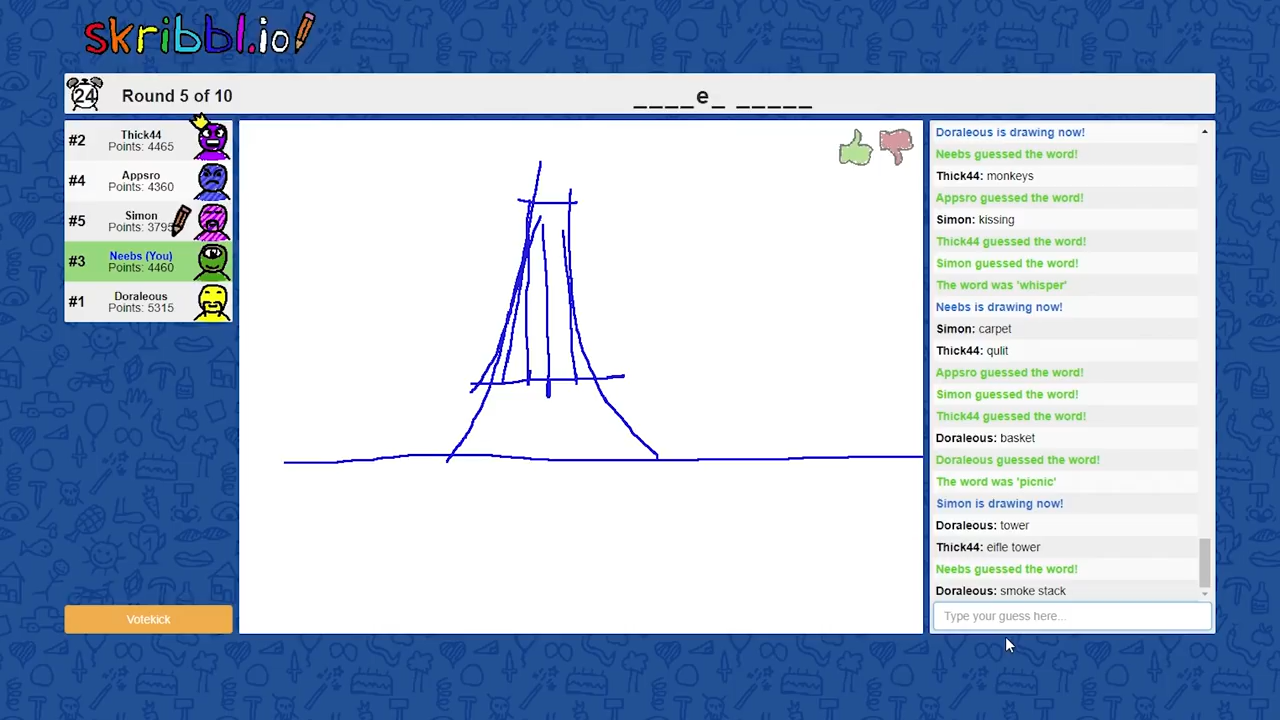 skribbl.io
24
Round 5 of 10
____e_ _____
#2
Thick44
Points: 4465
#4
Appsro
Points: 4360
#5
Simon
Points: 3795
#3
Neebs (You)
Points: 4460
#1
Doraleous
Points: 5315
Votekick
Doraleous is drawing now!
Neebs guessed the word!
Thick44: monkeys
Appsro guessed the word!
Simon: kissing
Thick44 guessed the word!
Simon guessed the word!
The word was 'whisper'
Neebs is drawing now!
Simon: carpet
Thick44: qulit
Appsro guessed the word!
Simon guessed the word!
Thick44 guessed the word!
Doraleous: basket
Doraleous guessed the word!
The word was 'picnic'
Simon is drawing now!
Doraleous: tower
Thick44: eifle tower
Neebs guessed the word!
Doraleous: smoke stack
Type your guess here...